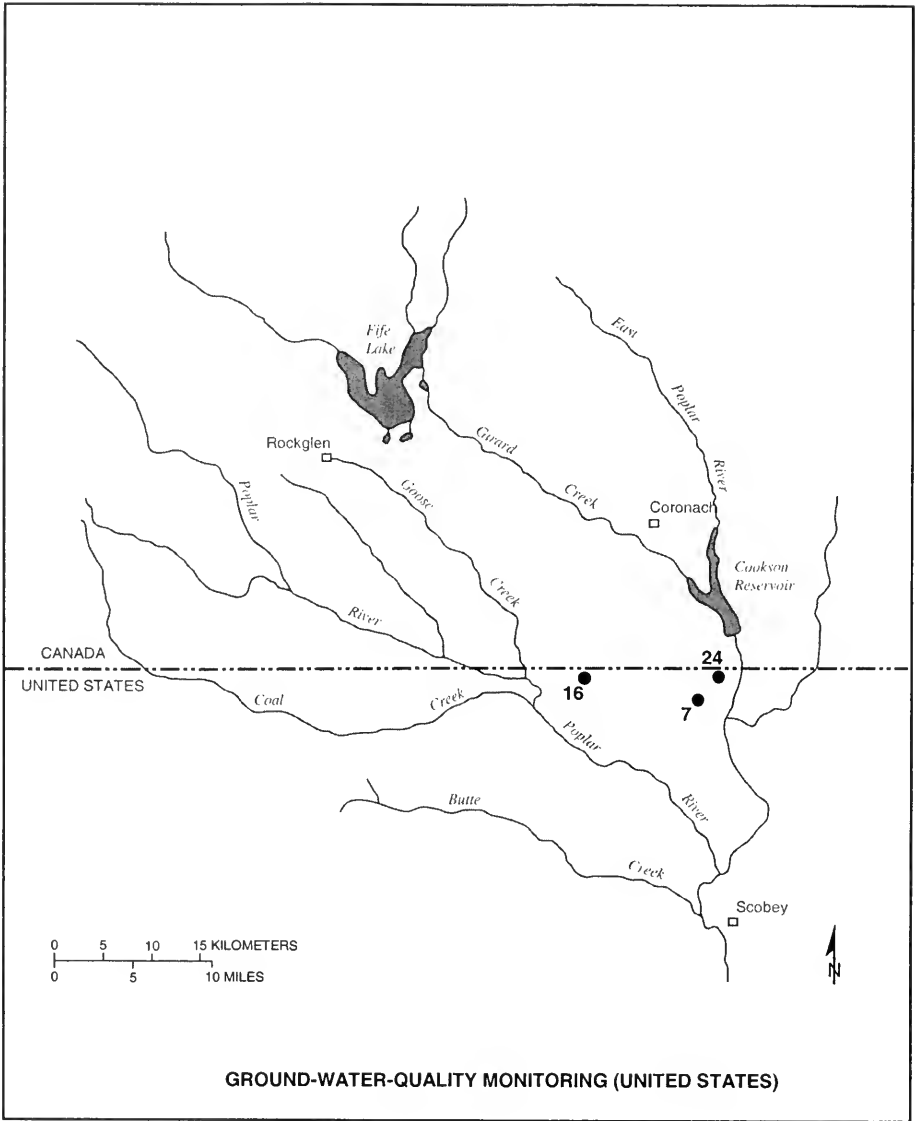 Fife
Lake
East
Poplar
River
Rockglen
Girard
Creek
Goose
Creek
Coronach
Poplar
River
Cookson
Reservoir
CANADA
UNITED STATES
24
16
7
Coal
Creek
Poplar
River
Butte
Creek
Scobey
0 5 10 15 KILOMETERS
0 5 10 MILES
N
GROUND-WATER-QUALITY MONITORING (UNITED STATES)